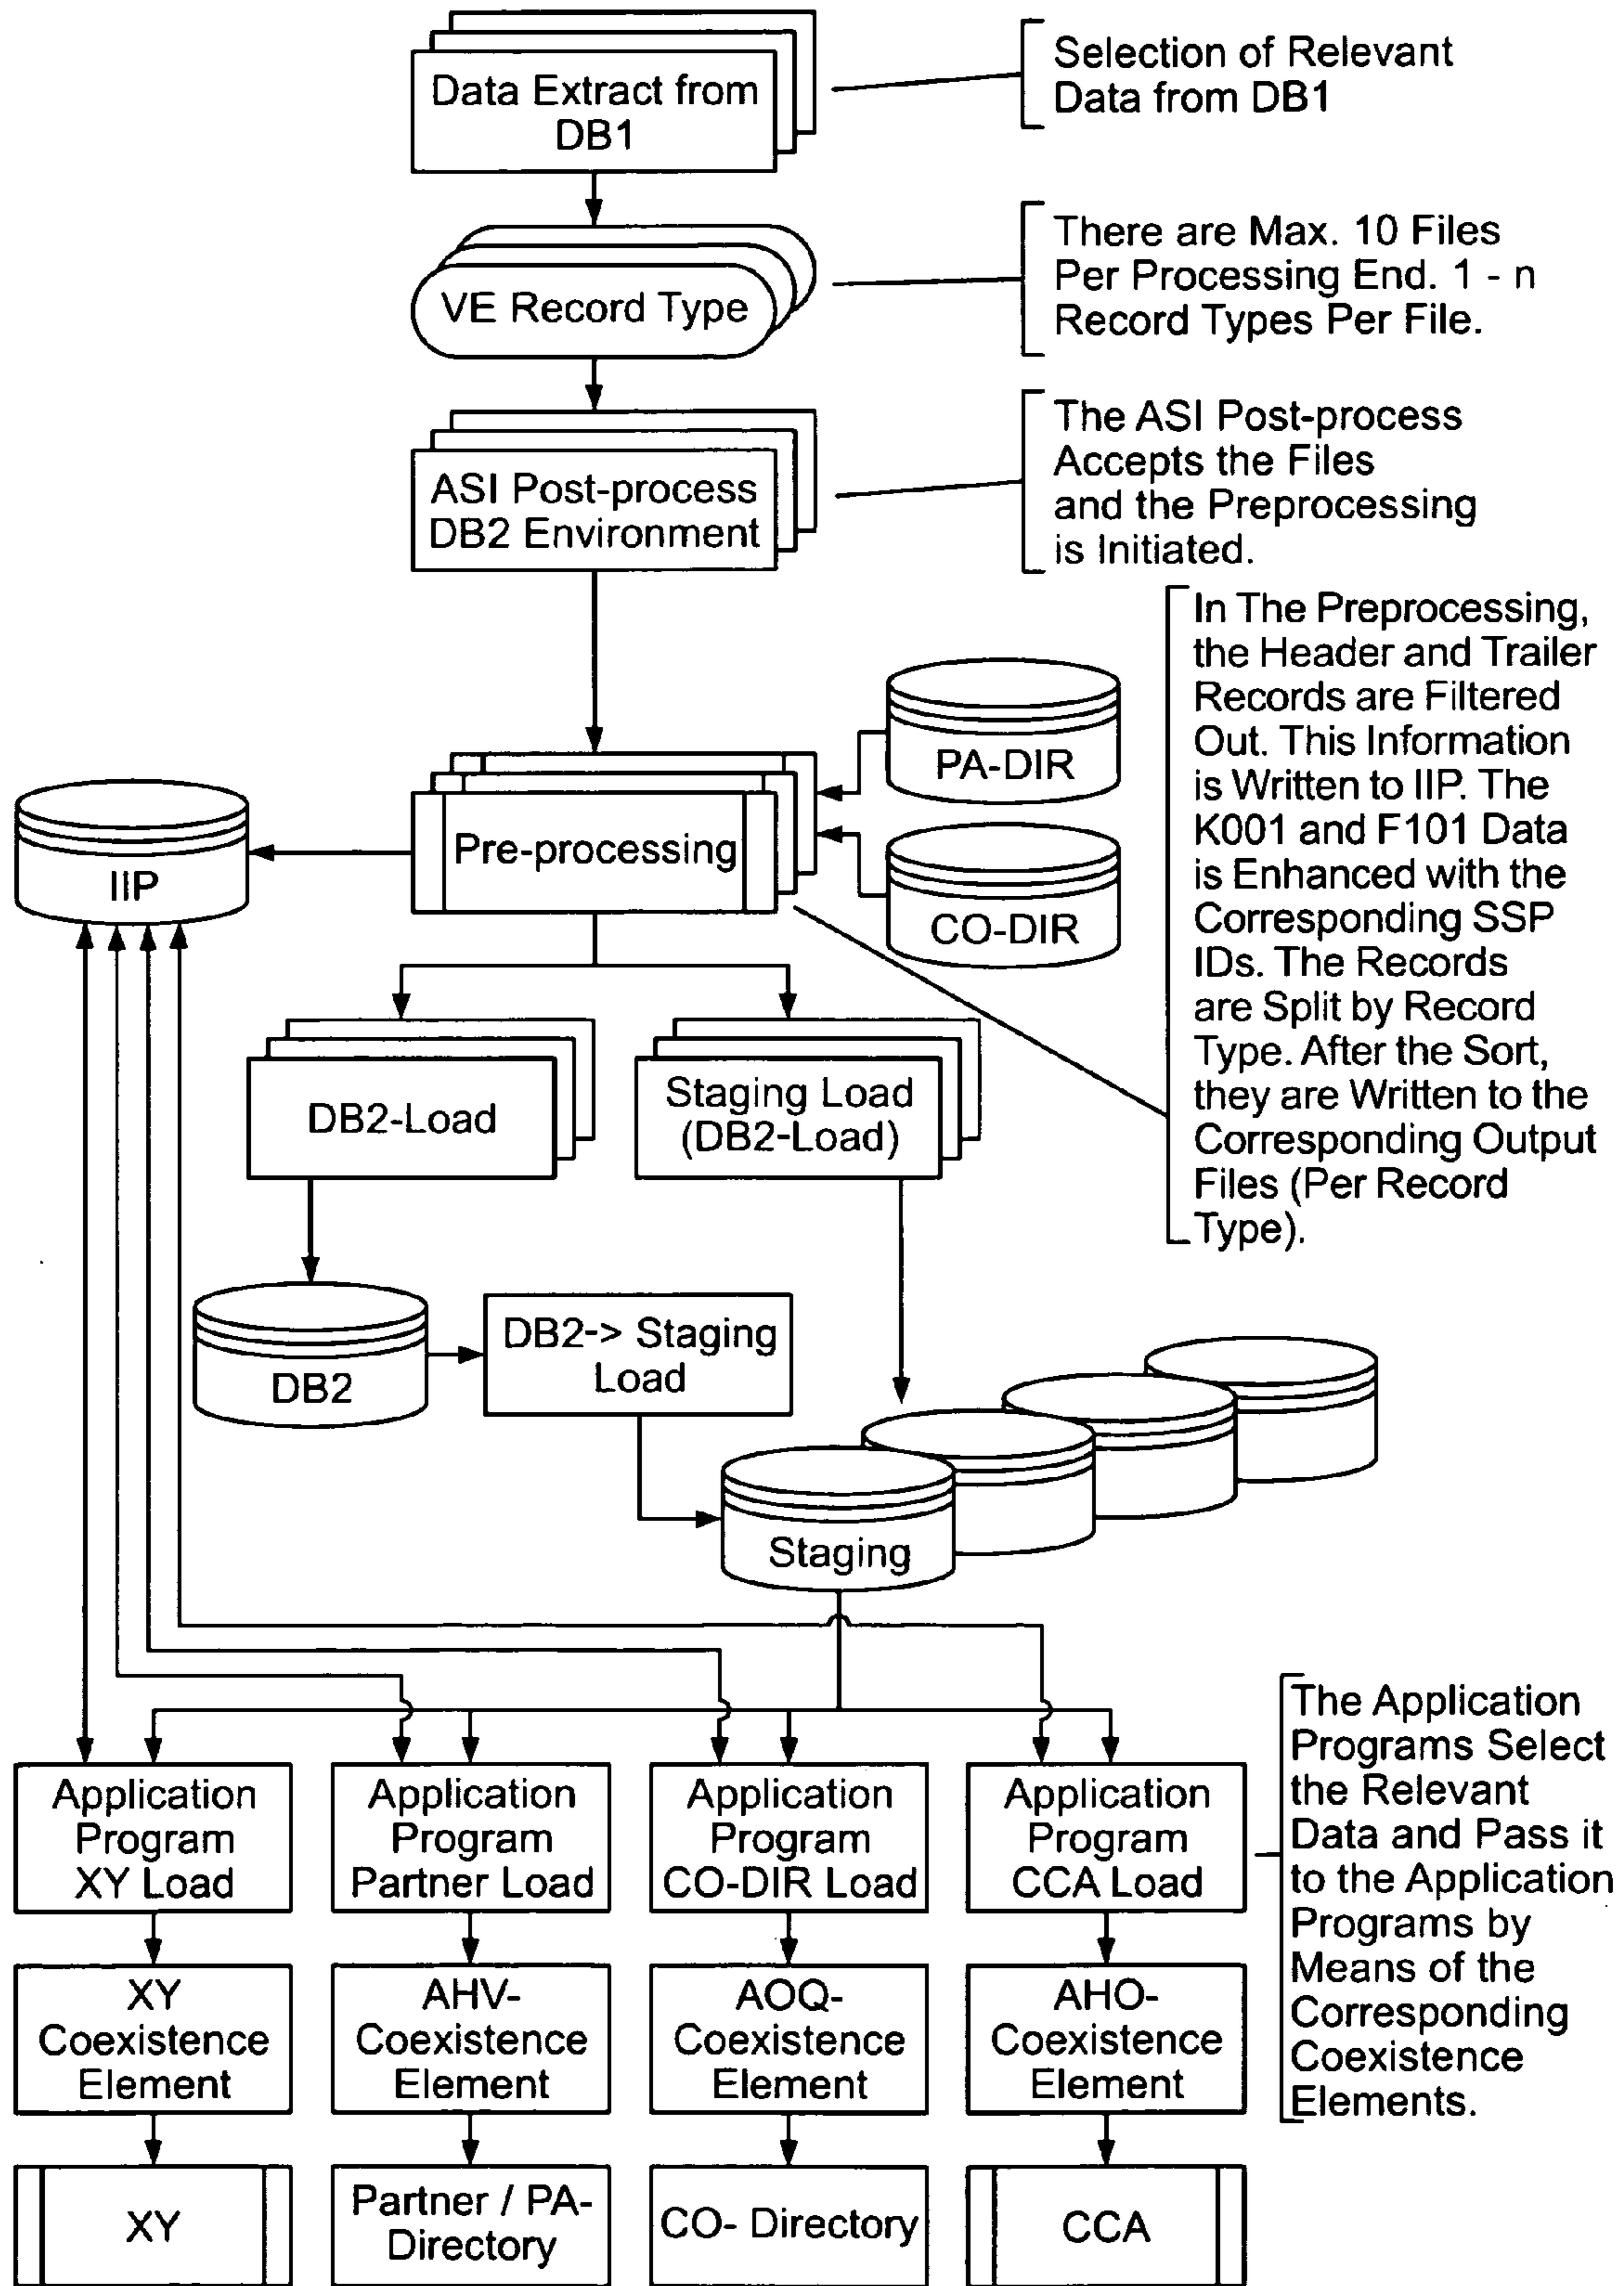 Data Extract from
DB1
Selection of Relevant
Data from DB1
VE Record Type
There are Max. 10 Files
Per Processing End. 1 - n
Record Types Per File.
ASI Post-process
DB2 Environment
The ASI Post-process
Accepts the Files
and the Preprocessing
is Initiated.
In The Preprocessing,
the Header and Trailer
Records are Filtered
Out. This Information
is Written to IIP. The
K001 and F101 Data
is Enhanced with the
Corresponding SSP
IDs. The Records
are Split by Record
Type. After the Sort,
they are Written to the
Corresponding Output
Files (Per Record
Type).
PA-DIR
IIP
Pre-processing
CO-DIR
DB2-Load
Staging Load
(DB2-Load)
DB2
DB2-> Staging
Load
Staging
Application
Program
XY Load
Application
Program
Partner Load
Application
Program
CO-DIR Load
Application
Program
CCA Load
The Application
Programs Select
the Relevant
Data and Pass it
to the Application
Programs by
Means of the
Corresponding
Coexistence
Elements.
XY
Coexistence
Element
AHV-
Coexistence
Element
AOQ-
Coexistence
Element
AHO-
Coexistence
Element
XY
Partner / PA-
Directory
CO- Directory
CCA